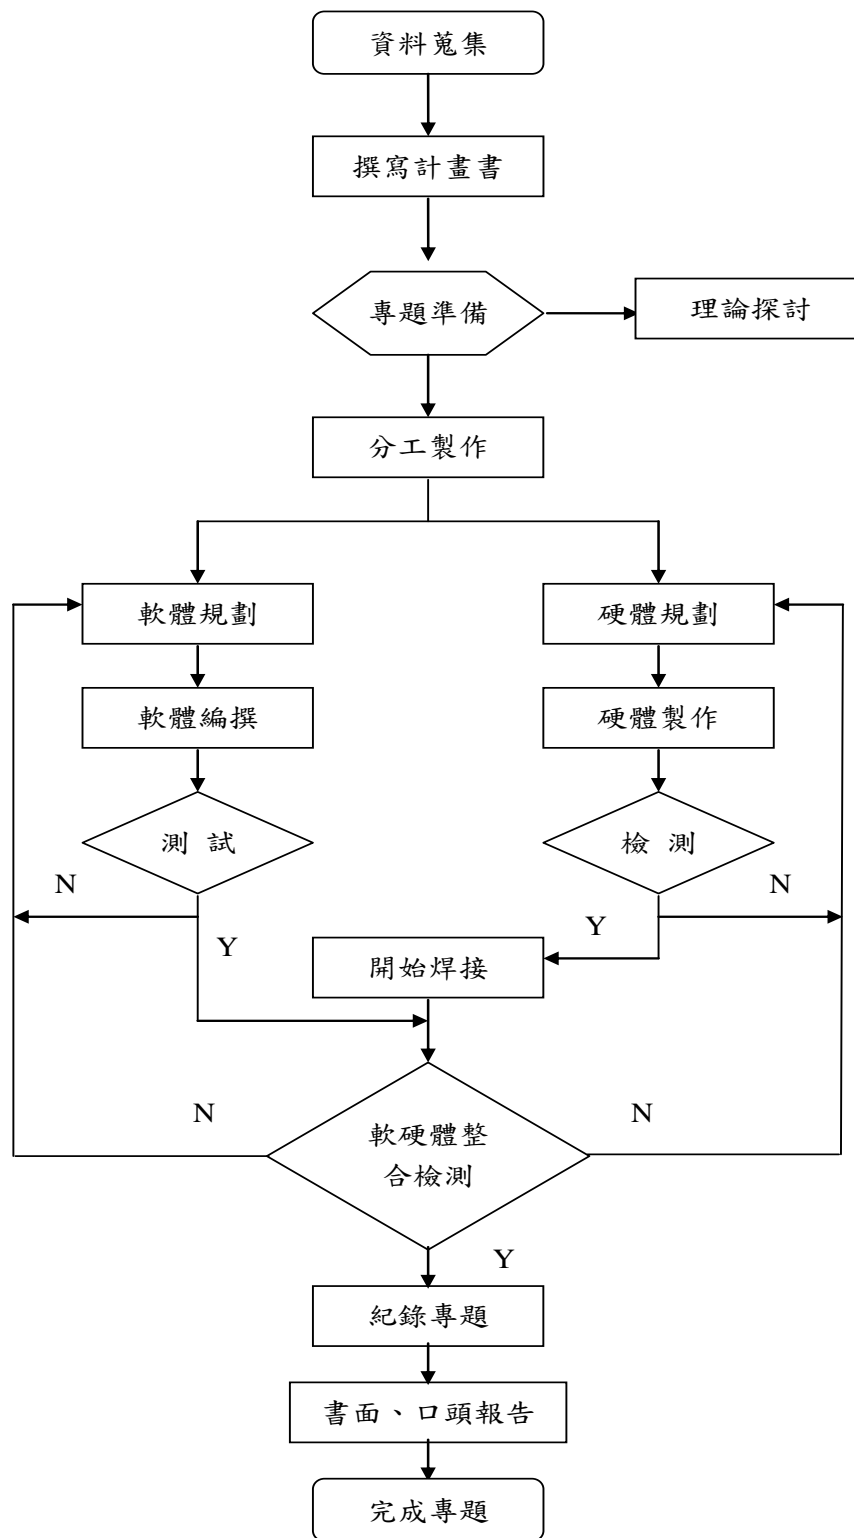 資料蒐集
撰寫計畫書
專題準備
理論探討
分工製作
軟體規劃
硬體規劃
軟體編撰
硬體製作
測 試
檢 測
N
N
Y
Y
開始焊接
N
N
軟硬體整
合檢測
Y
紀錄專題
書面、口頭報告
完成專題